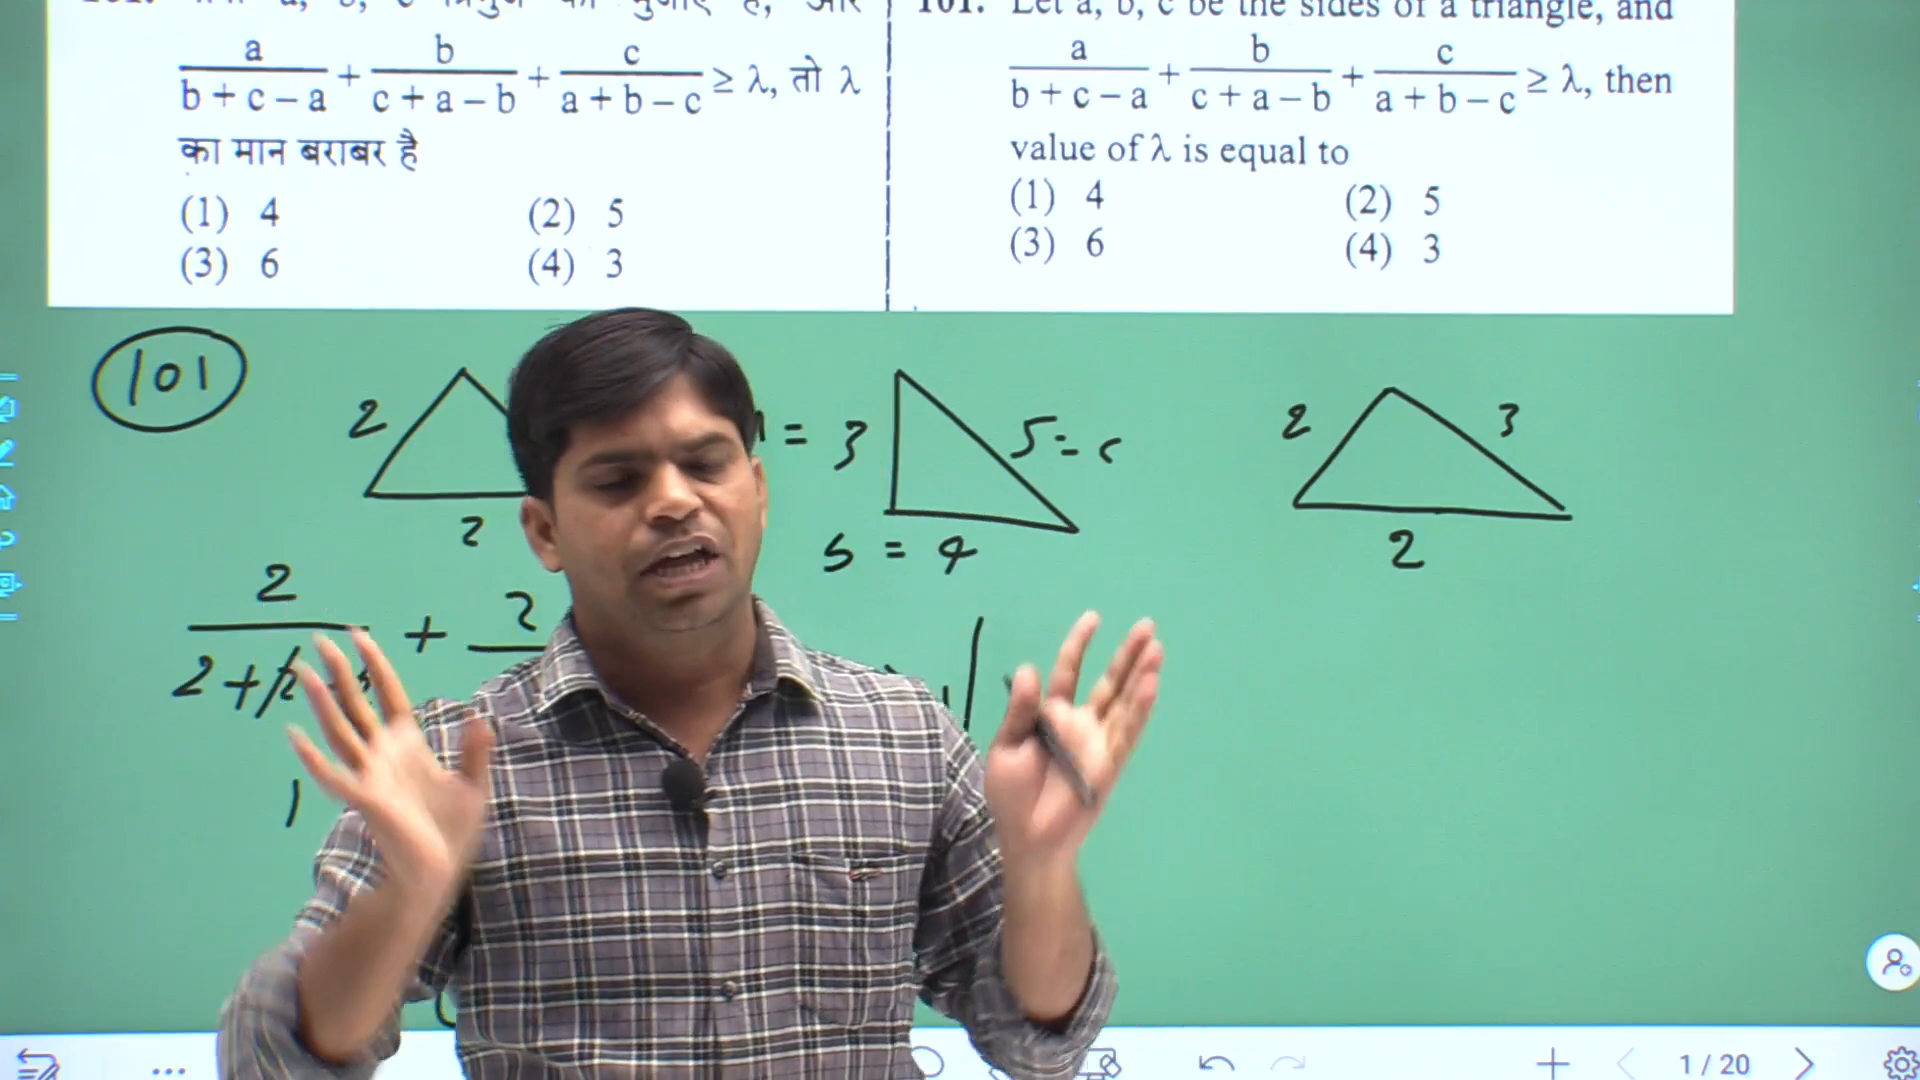 a/(b + c – a) + b/(c + a – b) + c/(a + b – c) ≥ λ, तो λ
का मान बराबर है
(1) 4 (2) 5
(3) 6 (4) 3
101. Let a, b, c be the sides of a triangle, and
a/(b + c – a) + b/(c + a – b) + c/(a + b – c) ≥ λ, then
value of λ is equal to
(1) 4 (2) 5
(3) 6 (4) 3
101
2
2
= 3
5 = c
= 4
2 3
2
2 + 2
2 + 2
1
1 / 20